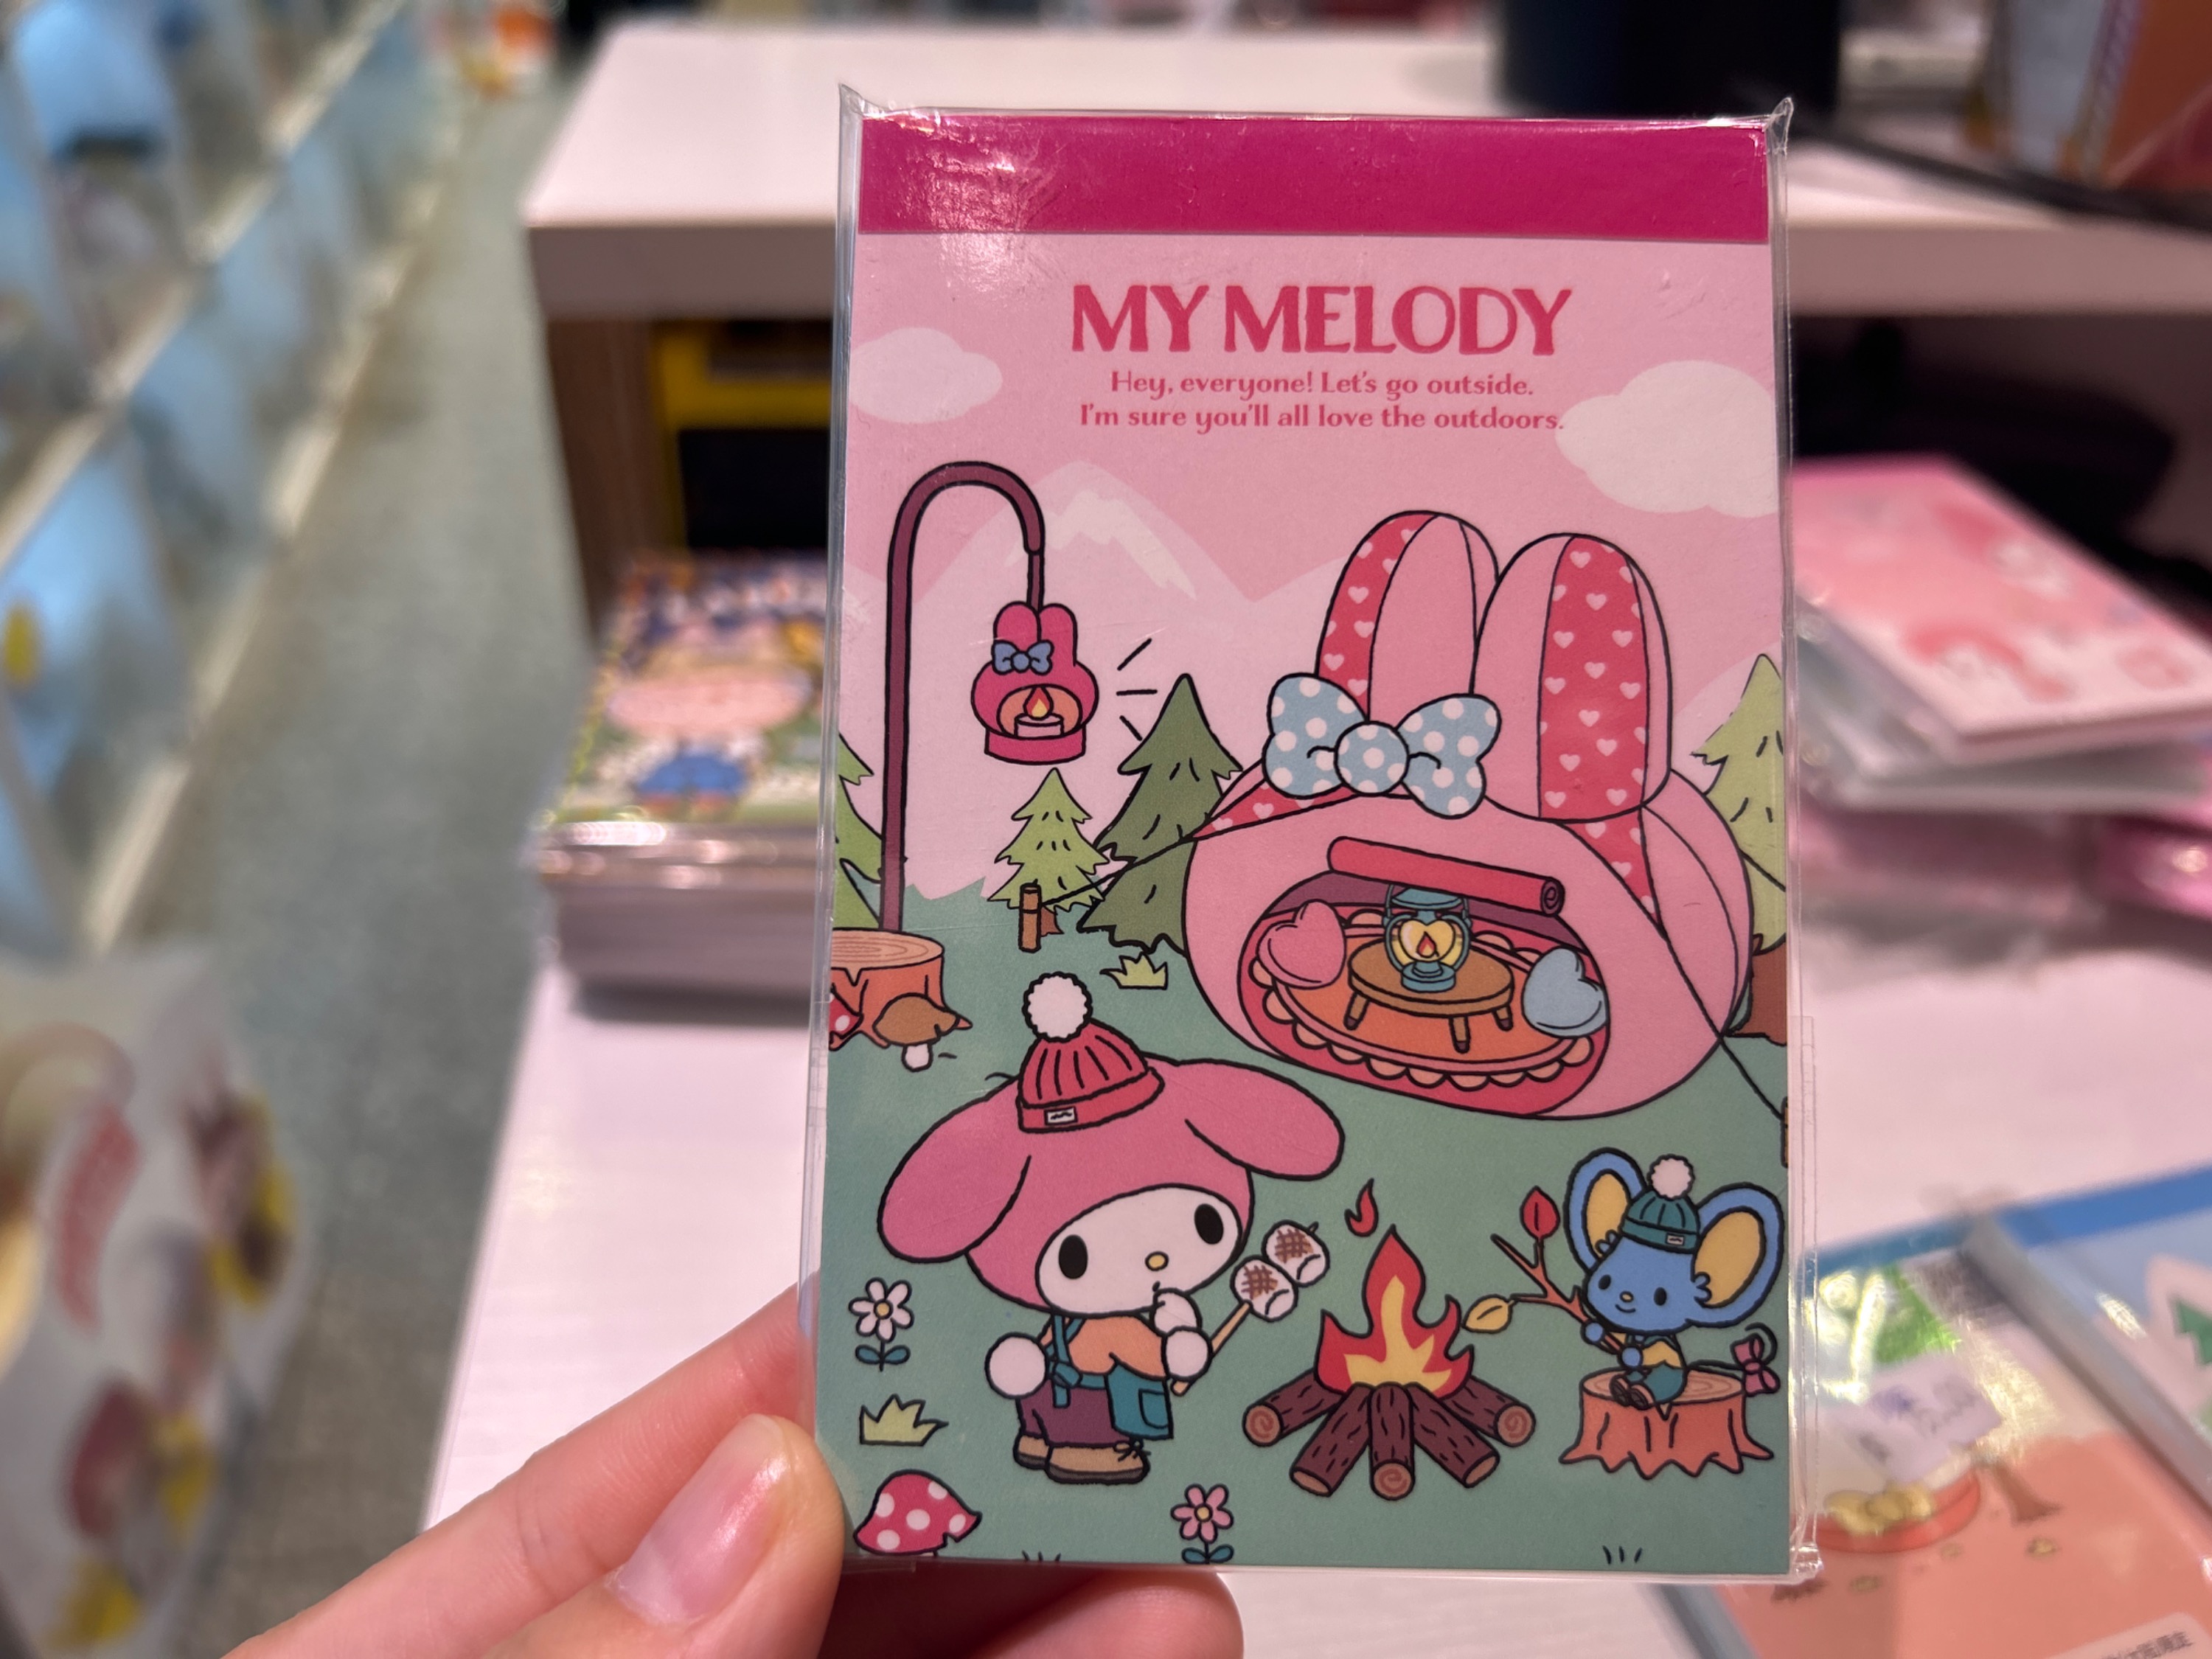 MY MELODY
Hey, everyone! Let's go outside.
I'm sure you'll all love the outdoors.